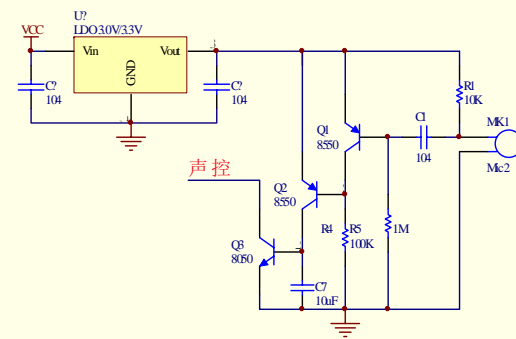 U?
LDO3.0V/3.3V
VCC
Vin
Vout
GND
C?
104
C?
104
R1
10K
C1
104
MK1
Mic2
Q1
8550
声控
Q2
8550
R4
R5
100K
1M
Q3
8050
C7
10uF